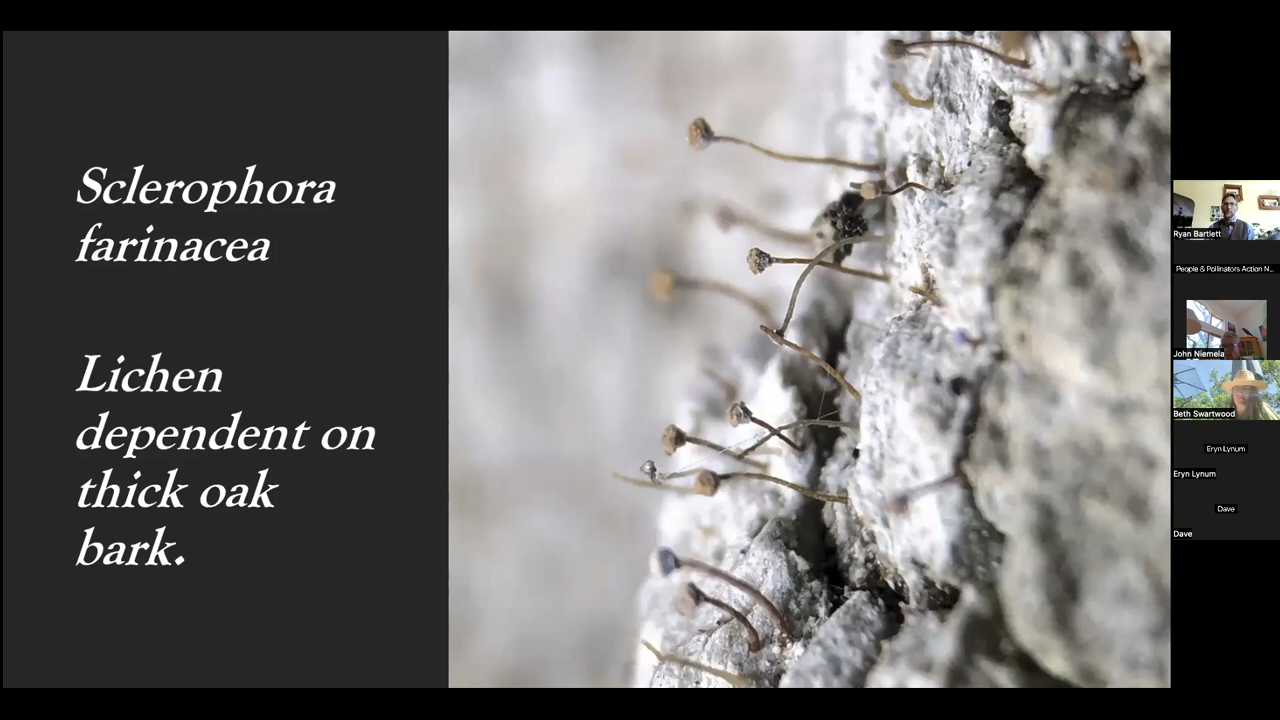 Sclerophora
farinacea
Lichen
dependent on
thick oak
bark.
Ryan Bartlett
People & Pollinators Action N...
John Niemela
Beth Swartwood
Eryn Lynum
Eryn Lynum
Dave
Dave